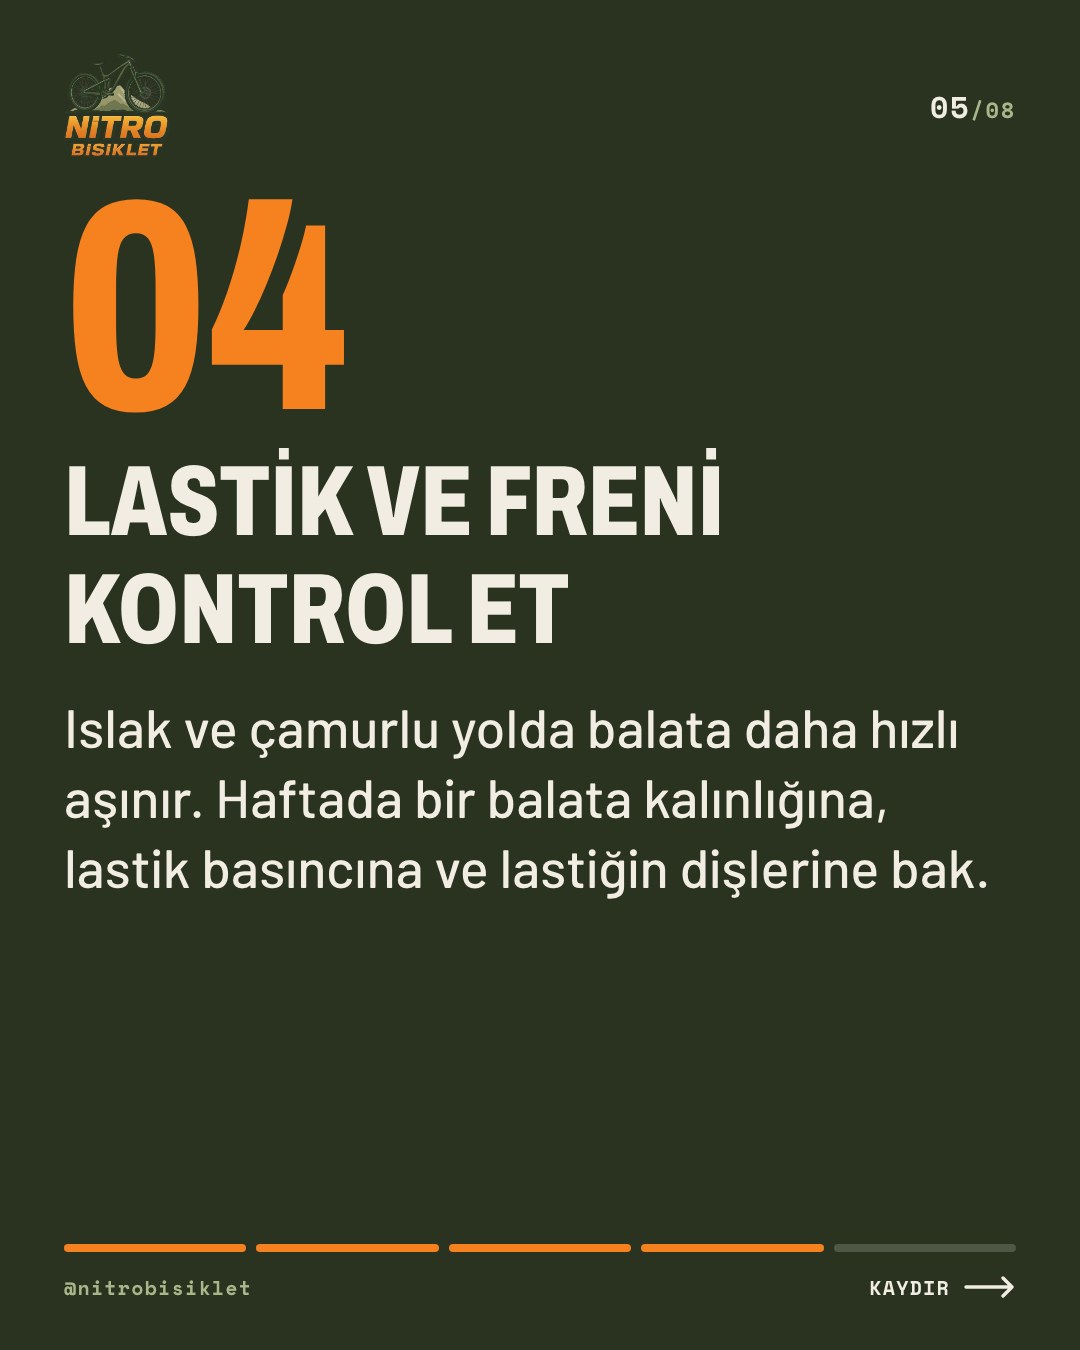 NiTRO
BISIKLET
05/08
04
LASTİK VE FRENİ
KONTROL ET
Islak ve çamurlu yolda balata daha hızlı
aşınır. Haftada bir balata kalınlığına,
lastik basıncına ve lastiğin dişlerine bak.
@nitrobisiklet
KAYDIR